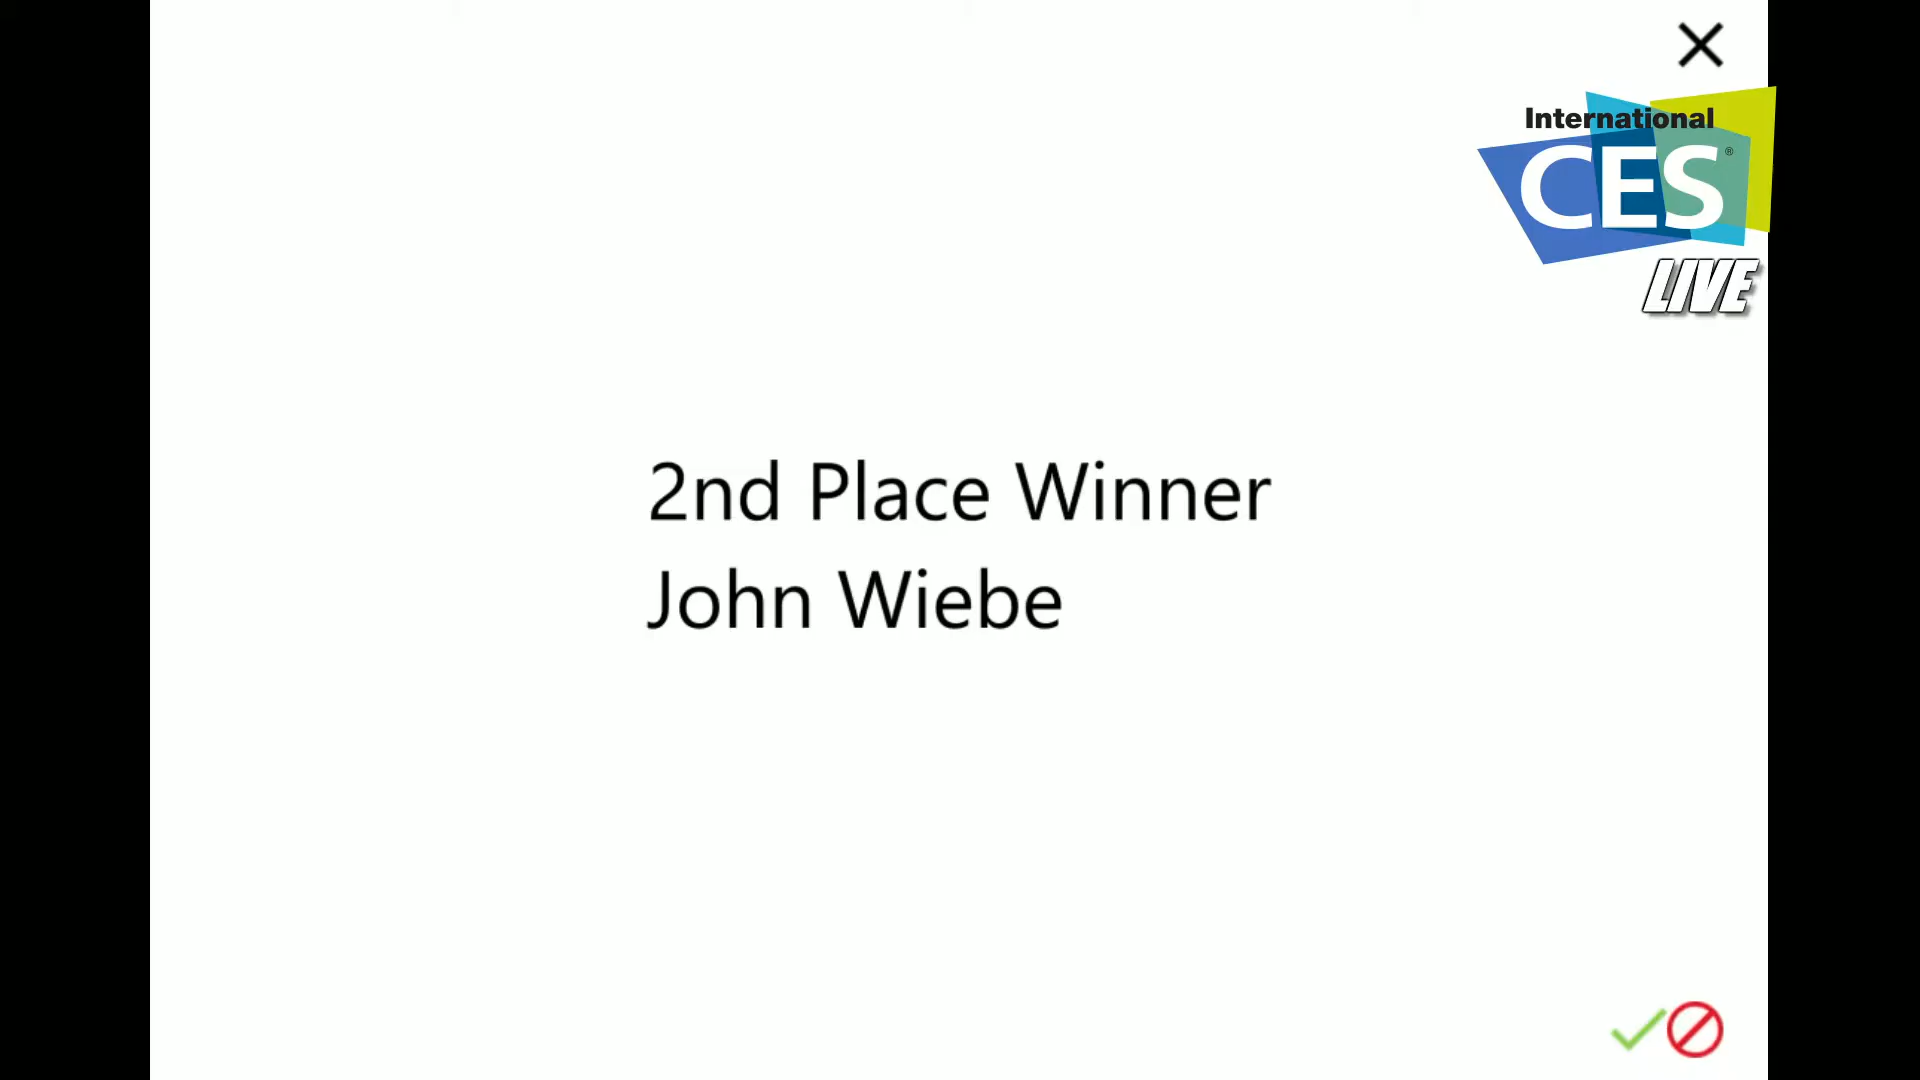 International
CES®
LIVE
2nd Place Winner
John Wiebe